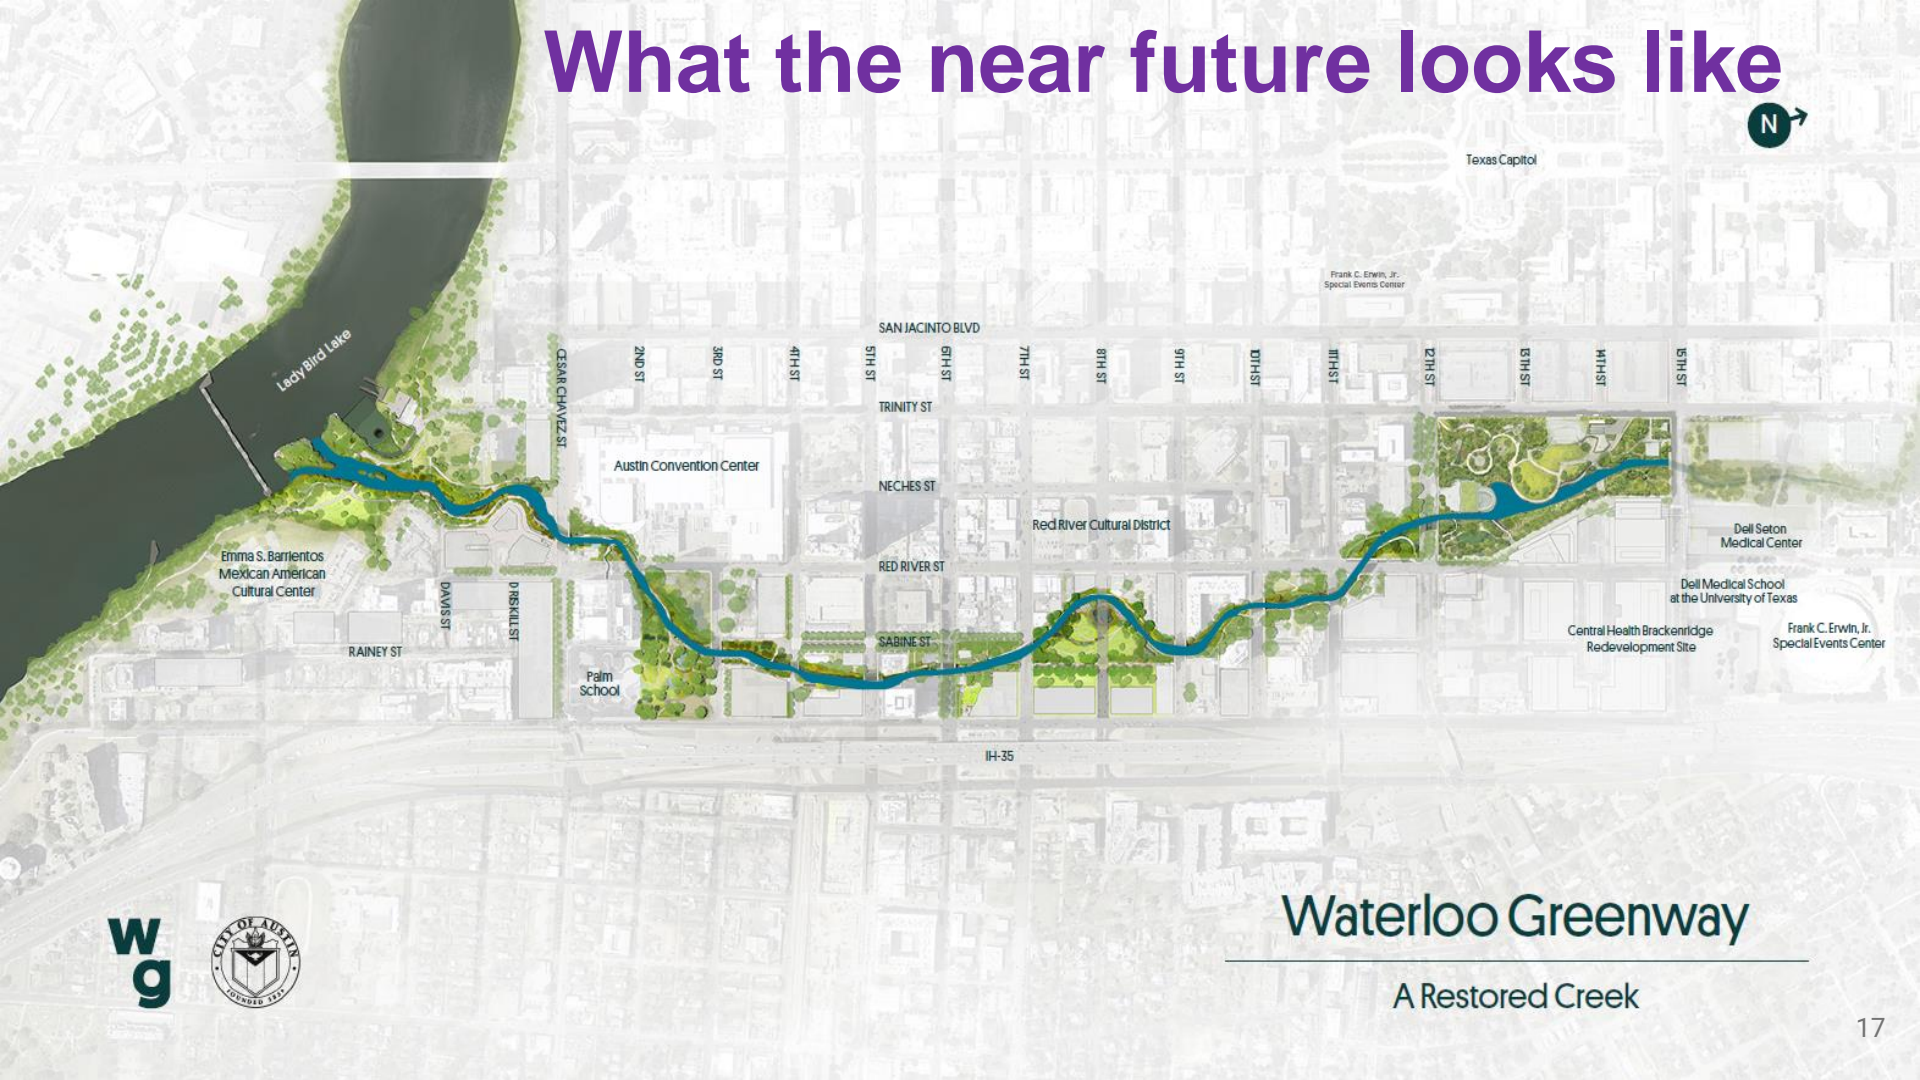 What the near future looks like
N
Texas Capitol
Frank C. Erwin, Jr.
Special Events Center
Lady Bird Lake
SAN JACINTO BLVD
CESAR CHAVEZ ST
2ND ST
3RD ST
4TH ST
5TH ST
6TH ST
7TH ST
8TH ST
9TH ST
10TH ST
11TH ST
12TH ST
13TH ST
14TH ST
15TH ST
TRINITY ST
Austin Convention Center
NECHES ST
Red River Cultural District
Dell Seton
Medical Center
Emma S. Barrientos
Mexican American
Cultural Center
RED RIVER ST
DAVIS ST
DRISKILL ST
Dell Medical School
at the University of Texas
Central Health Brackenridge
Redevelopment Site
Frank C. Erwin, Jr.
Special Events Center
SABINE ST
RAINEY ST
Palm
School
IH-35
Waterloo Greenway
A Restored Creek
w
g
CITY OF AUSTIN
FOUNDED 1839
17